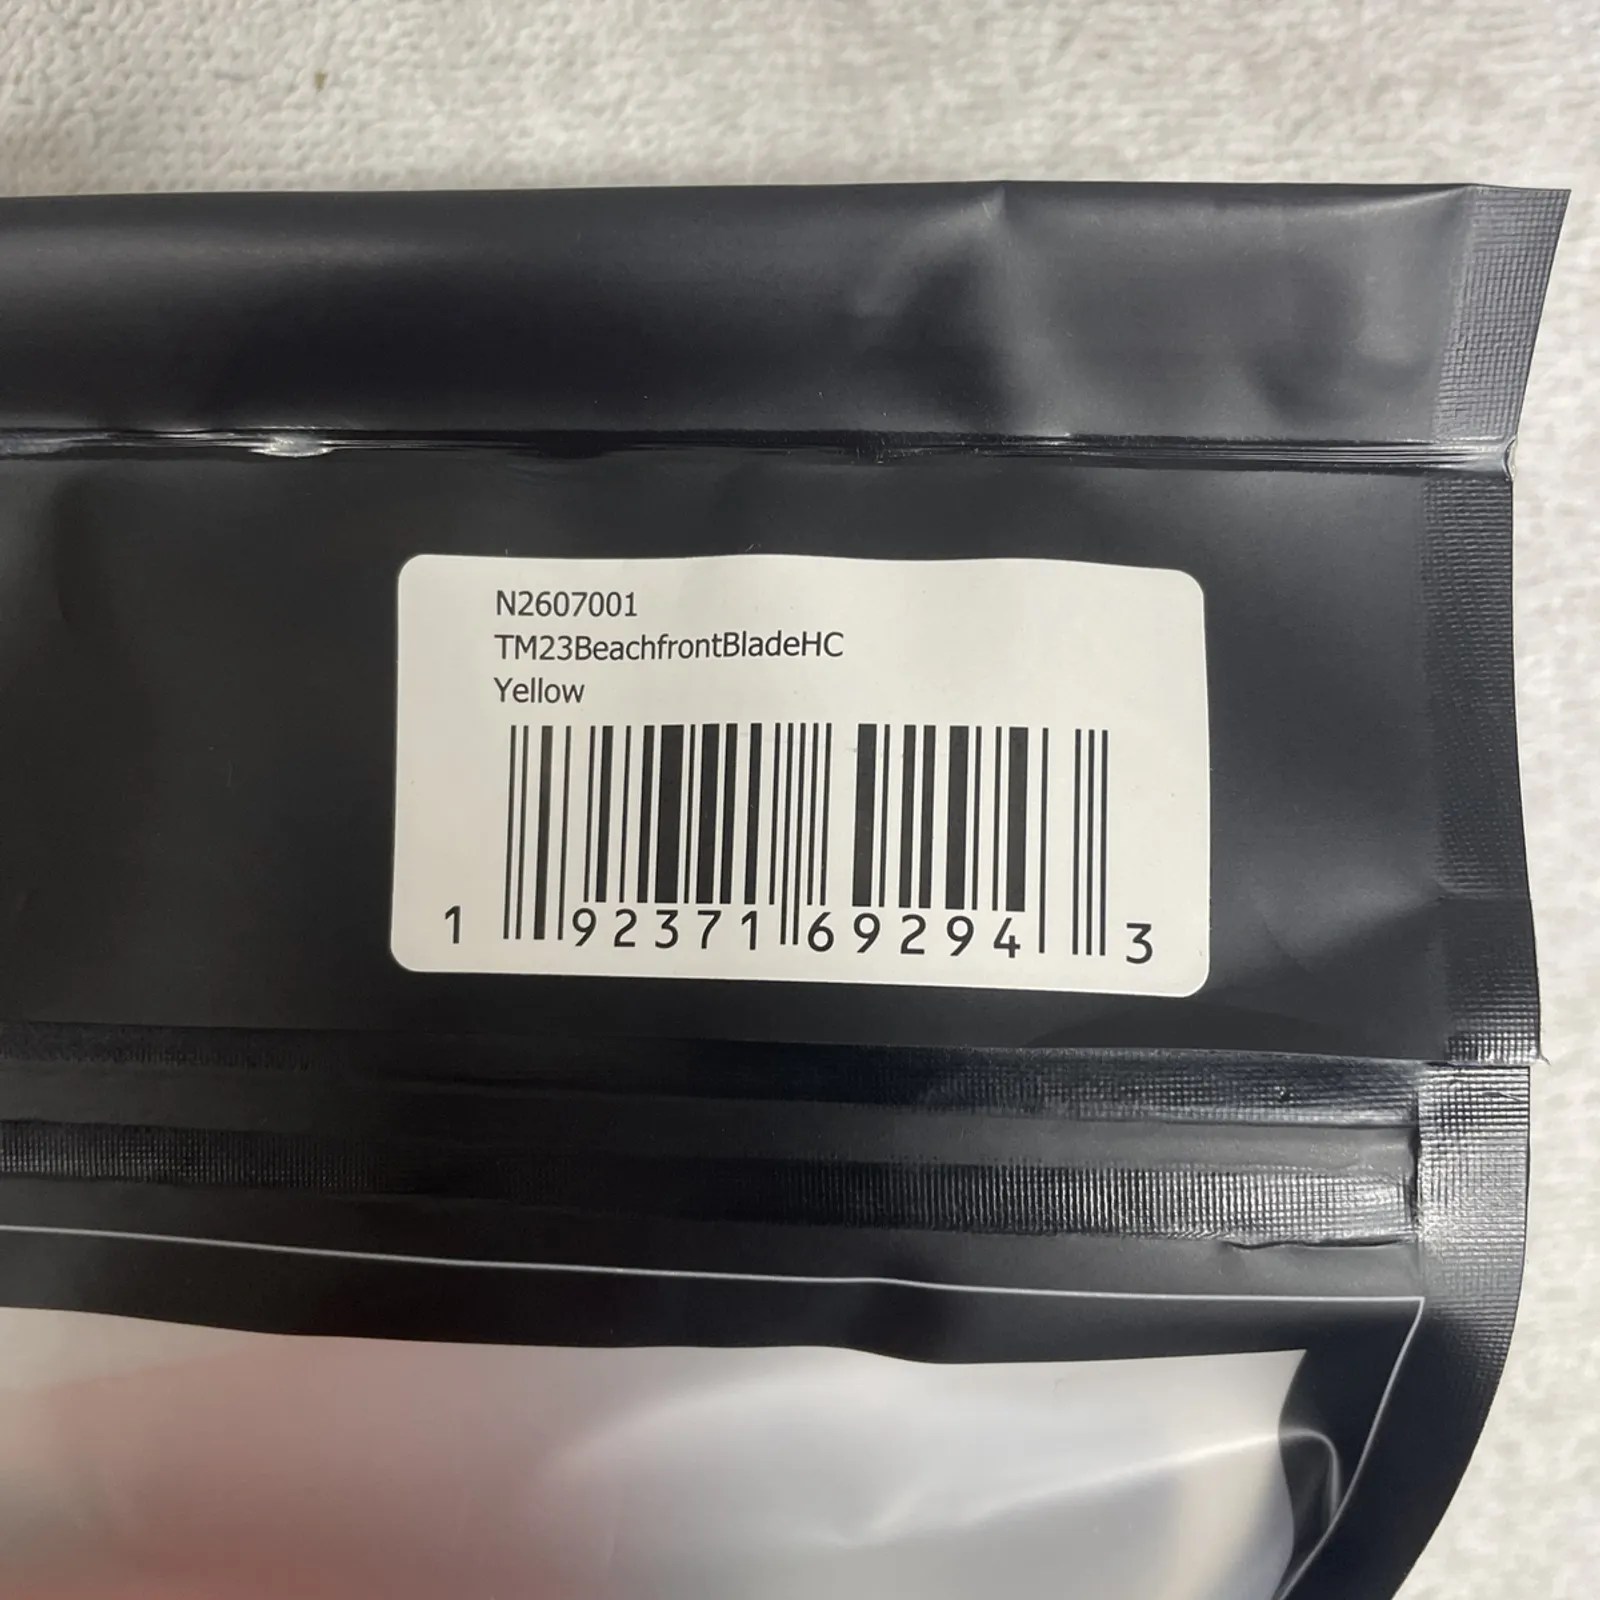 N2607001
TM23BeachfrontBladeHC
Yellow
1 92371 69294 3